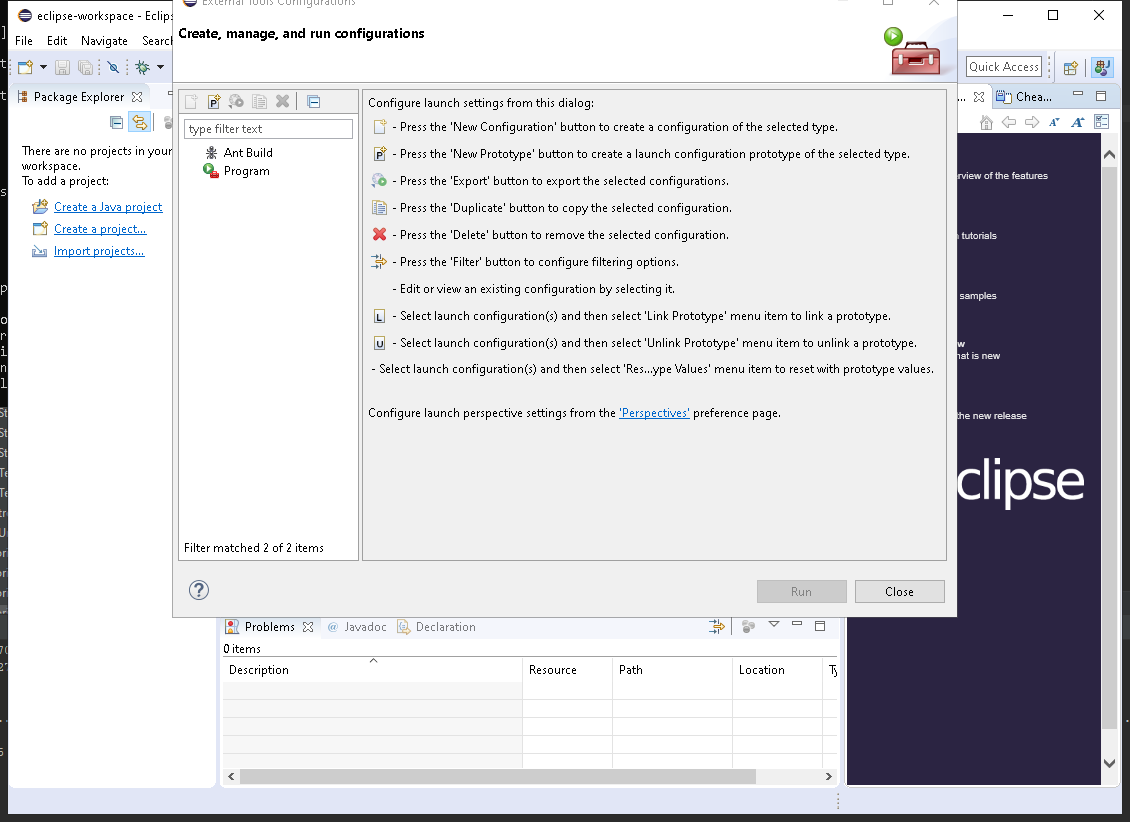 External Tools Configurations
eclipse-workspace - Eclips
File Edit Navigate Search
Create, manage, and run configurations
Quick Access
Package Explorer
There are no projects in your
workspace.
To add a project:
Create a Java project
Create a project...
Import projects...
type filter text
Ant Build
Program
Filter matched 2 of 2 items
Configure launch settings from this dialog:
- Press the 'New Configuration' button to create a configuration of the selected type.
- Press the 'New Prototype' button to create a launch configuration prototype of the selected type.
- Press the 'Export' button to export the selected configurations.
- Press the 'Duplicate' button to copy the selected configuration.
- Press the 'Delete' button to remove the selected configuration.
- Press the 'Filter' button to configure filtering options.
- Edit or view an existing configuration by selecting it.
- Select launch configuration(s) and then select 'Link Prototype' menu item to link a prototype.
- Select launch configuration(s) and then select 'Unlink Prototype' menu item to unlink a prototype.
- Select launch configuration(s) and then select 'Res...ype Values' menu item to reset with prototype values.
Configure launch perspective settings from the 'Perspectives' preference page.
Run Close
... Chea...
rview of the features
tutorials
samples
w
hat is new
the new release
clipse
Problems @ Javadoc Declaration
0 items
Description Resource Path Location Ty